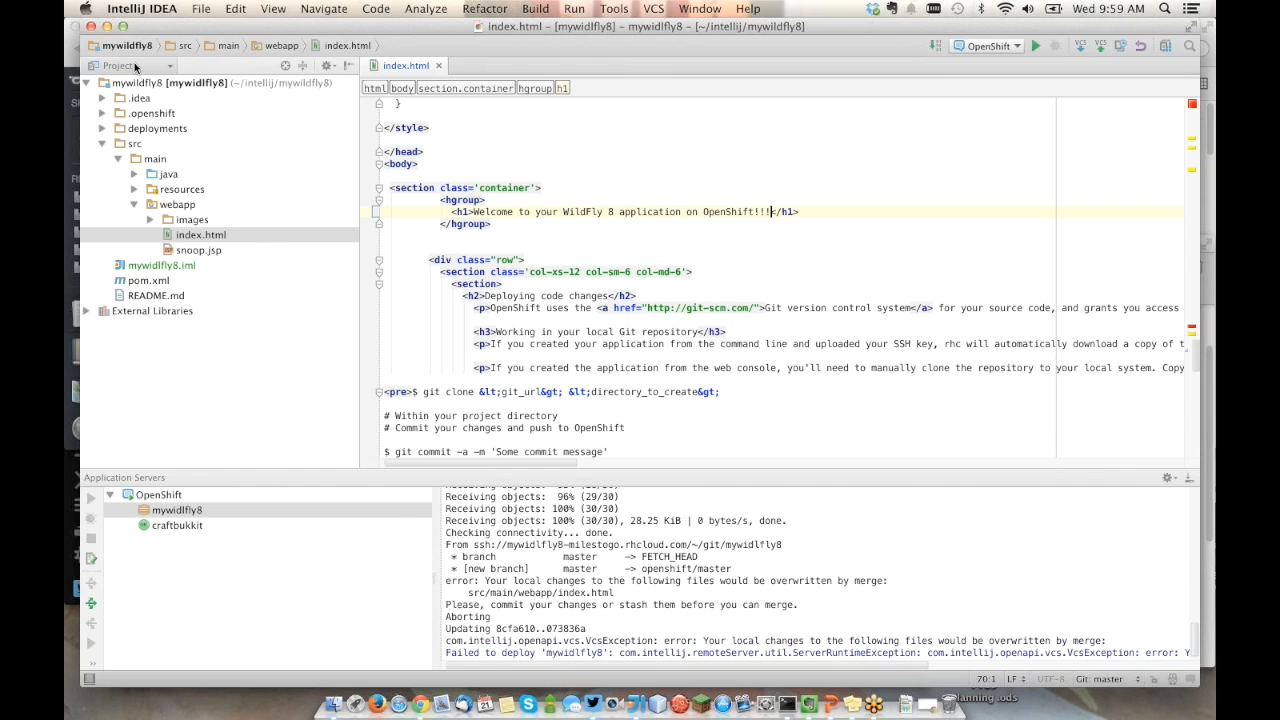 IntelliJ IDEA File Edit View Navigate Code Analyze Refactor Build Run Tools VCS Window Help Wed 9:59 AM
index.html - [mywidlfly8] - mywildfly8 - [~/intellij/mywidlfly8]
mywildfly8 src main webapp index.html OpenShift
Project
index.html
mywildfly8 [mywidlfly8] (~/intellij/mywidlfly8)
.idea
.openshift
deployments
src
main
java
resources
webapp
images
index.html
snoop.jsp
mywidlfly8.iml
pom.xml
README.md
External Libraries
html body section.container hgroup h1
}
</style>
</head>
<body>
<section class='container'>
<hgroup>
<h1>Welcome to your WildFly 8 application on OpenShift!!!</h1>
</hgroup>
<div class="row">
<section class='col-xs-12 col-sm-6 col-md-6'>
<section>
<h2>Deploying code changes</h2>
<p>OpenShift uses the <a href="http://git-scm.com/">Git version control system</a> for your source code, and grants you access
<h3>Working in your local Git repository</h3>
<p>If you created your application from the command line and uploaded your SSH key, rhc will automatically download a copy of t
<p>If you created the application from the web console, you'll need to manually clone the repository to your local system. Copy
<pre>$ git clone &lt;git_url&gt; &lt;directory_to_create&gt;
# Within your project directory
# Commit your changes and push to OpenShift
$ git commit -a -m 'Some commit message'
Application Servers
OpenShift
mywidlfly8
craftbukkit
Receiving objects: 96% (29/30)
Receiving objects: 100% (30/30)
Receiving objects: 100% (30/30), 28.25 KiB | 0 bytes/s, done.
Checking connectivity... done.
From ssh://mywidlfly8-milestogo.rhcloud.com/~/git/mywidlfly8
* branch master -> FETCH_HEAD
* [new branch] master -> openshift/master
error: Your local changes to the following files would be overwritten by merge:
src/main/webapp/index.html
Please, commit your changes or stash them before you can merge.
Aborting
Updating 8cfa610..073836a
com.intellij.openapi.vcs.VcsException: error: Your local changes to the following files would be overwritten by merge:
Failed to deploy 'mywidlfly8': com.intellij.remoteServer.util.ServerRuntimeException: com.intellij.openapi.vcs.VcsException: error: Y
70:1 LF UTF-8 Git: master
anning.ods